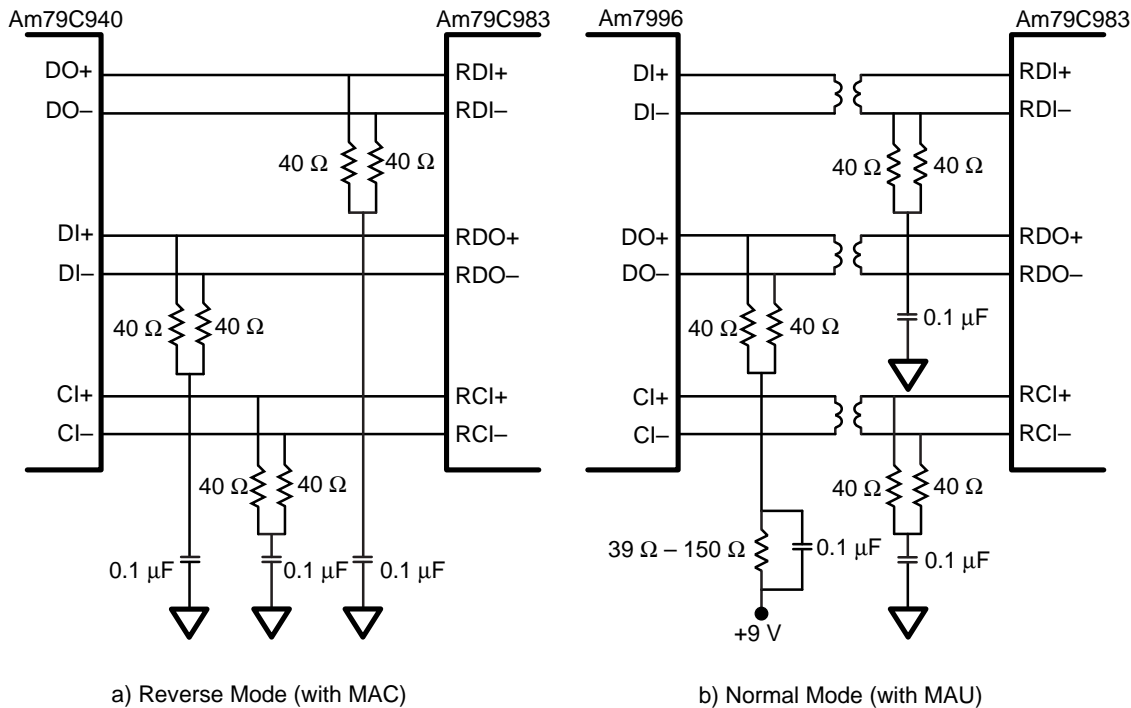 Am79C940
Am79C983
DO+
RDI+
DO–
RDI–
40 Ω
40 Ω
DI+
RDO+
DI–
RDO–
40 Ω
40 Ω
CI+
RCI+
CI–
RCI–
40 Ω
40 Ω
0.1 μF
0.1 μF
0.1 μF
a) Reverse Mode (with MAC)
Am7996
Am79C983
DI+
RDI+
DI–
RDI–
40 Ω
40 Ω
DO+
RDO+
DO–
RDO–
40 Ω
40 Ω
0.1 μF
CI+
RCI+
CI–
RCI–
40 Ω
40 Ω
39 Ω – 150 Ω
0.1 μF
0.1 μF
+9 V
b) Normal Mode (with MAU)